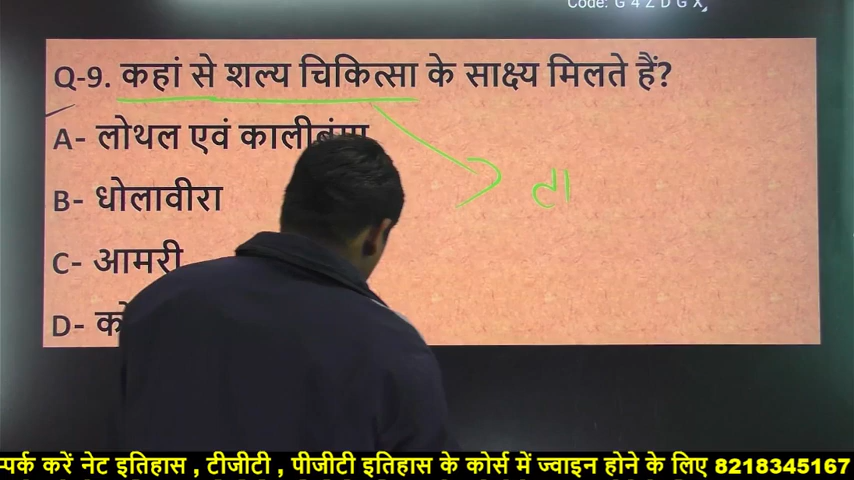 Code: G 4 Z D G X
Q-9. कहां से शल्य चिकित्सा के साक्ष्य मिलते हैं?
A- लोथल एवं कालीबंगा
B- धोलावीरा
C- आमरी
D-
ता
म्पर्क करें नेट इतिहास , टीजीटी , पीजीटी इतिहास के कोर्स में ज्वाइन होने के लिए 8218345167